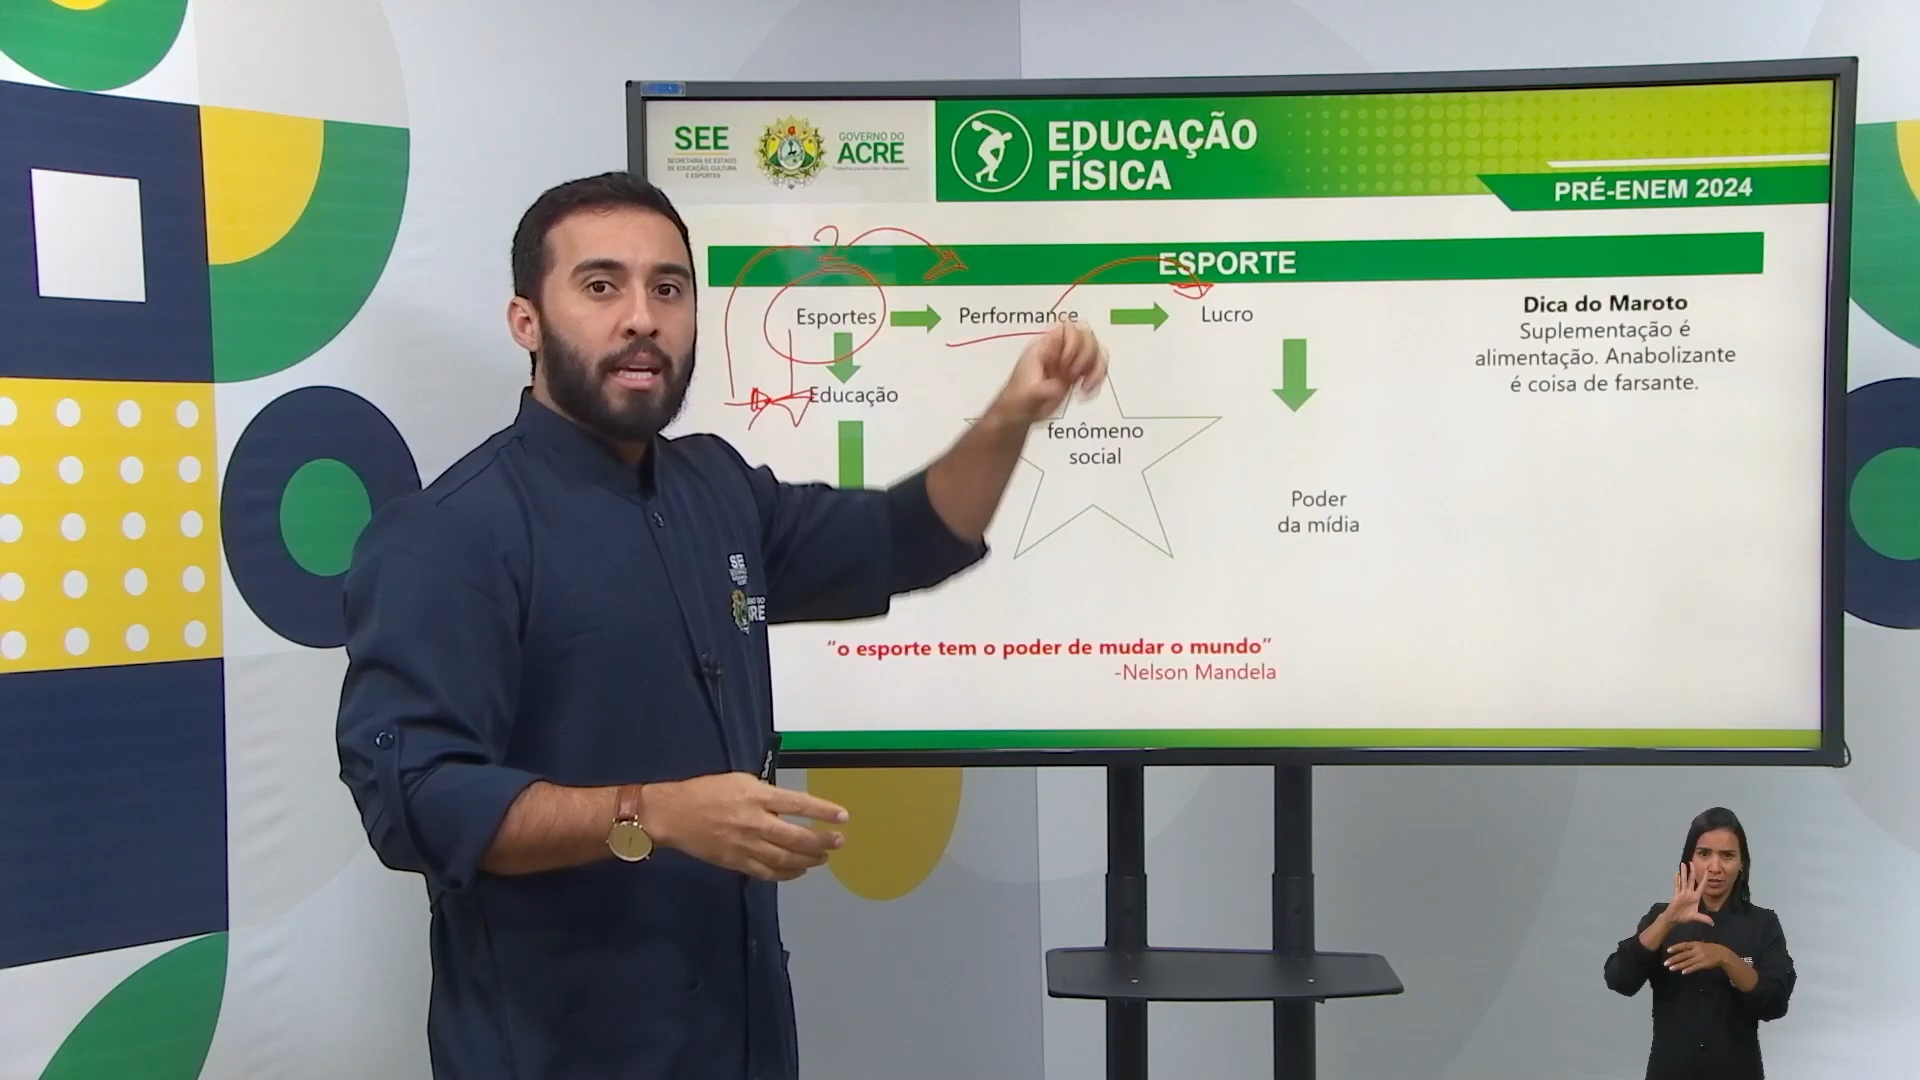 SEE
SECRETARIA DE ESTADO
DE EDUCAÇÃO, CULTURA
E ESPORTES
GOVERNO DO
ACRE
EDUCAÇÃO
FÍSICA
PRÉ-ENEM 2024
ESPORTE
2
Esportes
Performance
Lucro
Educação
fenômeno
social
Poder
da mídia
Dica do Maroto
Suplementação é
alimentação. Anabolizante
é coisa de farsante.
“o esporte tem o poder de mudar o mundo”
-Nelson Mandela